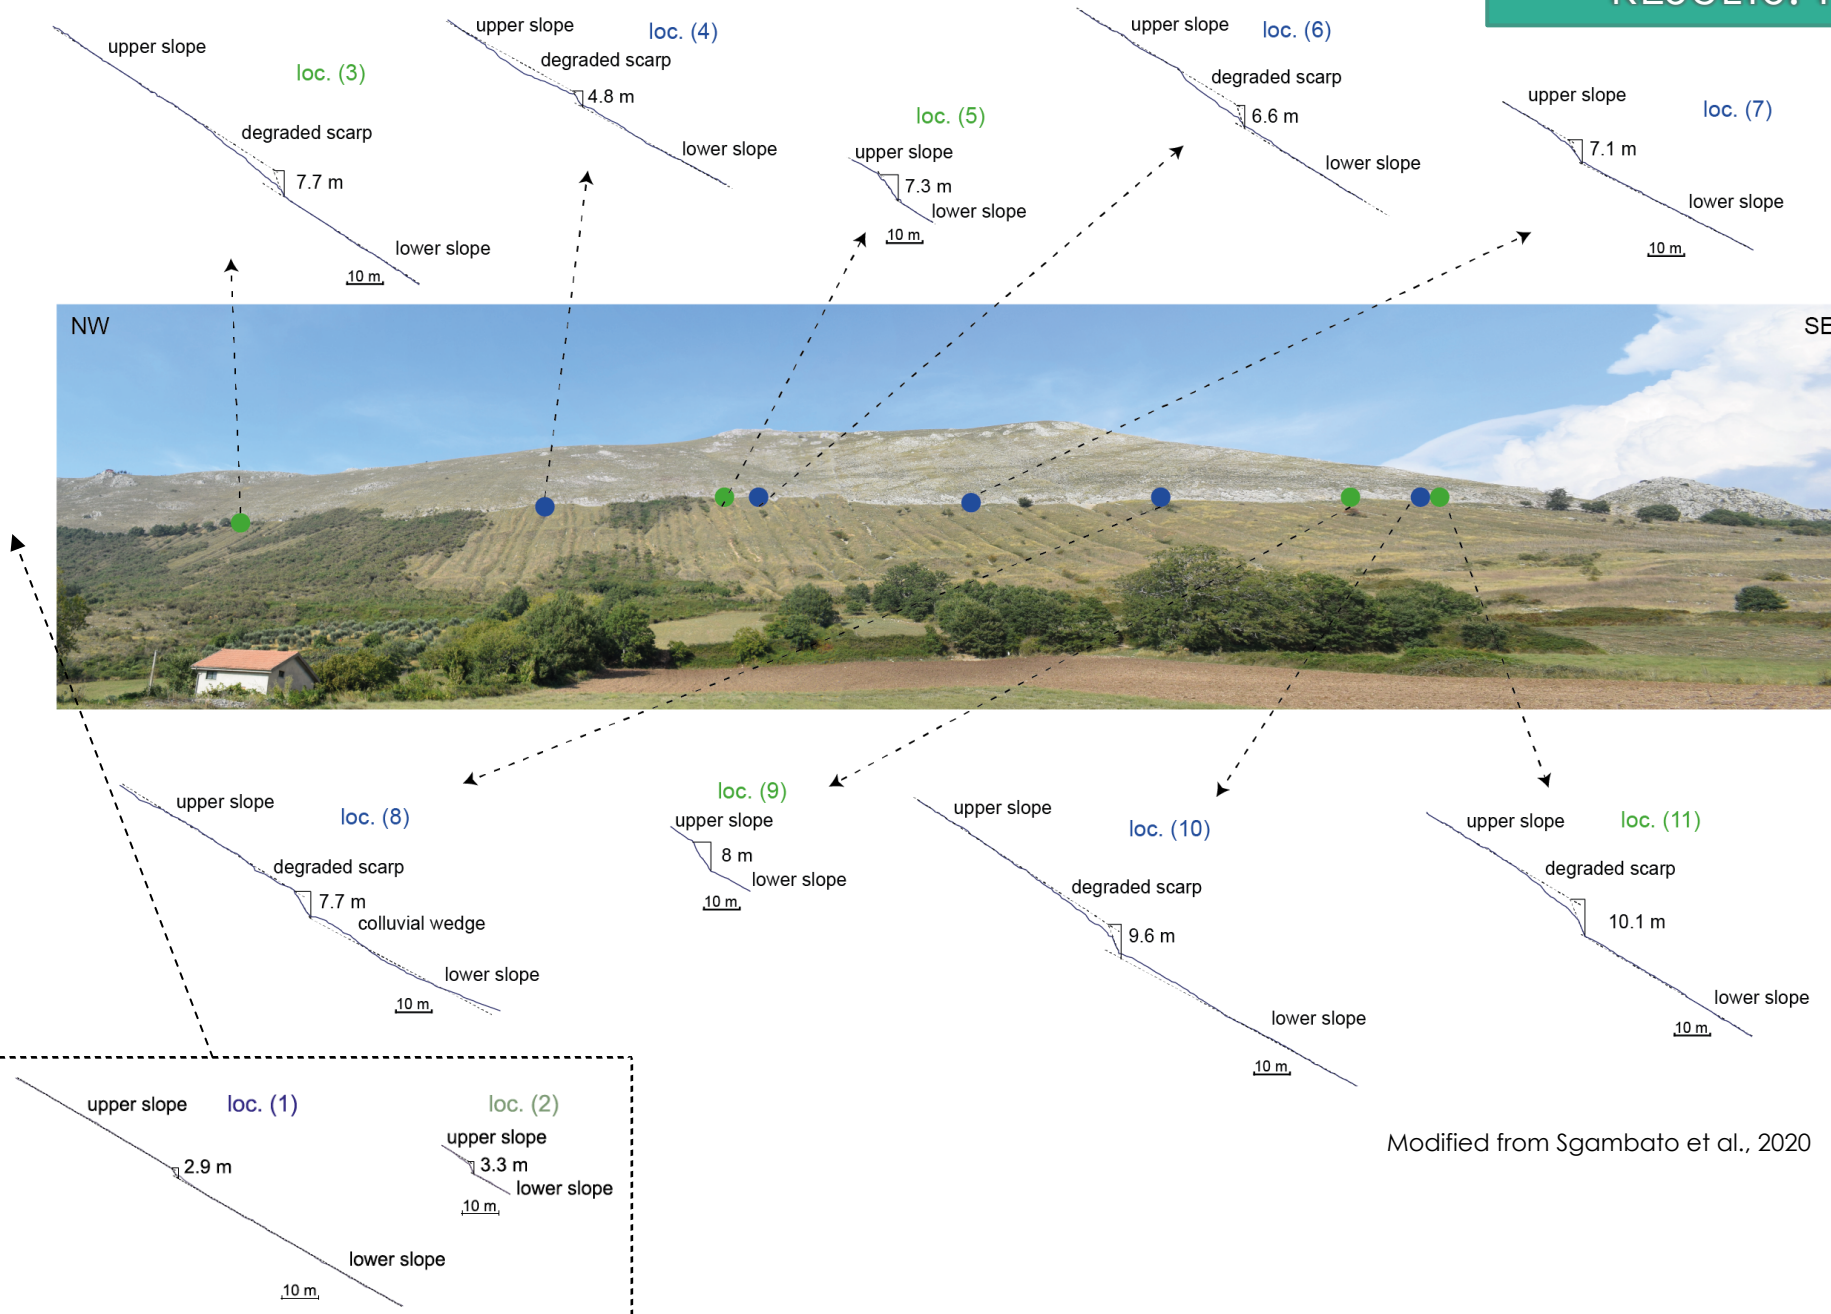 RESULTS:
upper slope
loc. (3)
degraded scarp
7.7 m
lower slope
10 m
upper slope
loc. (4)
degraded scarp
4.8 m
lower slope
loc. (5)
upper slope
7.3 m
lower slope
10 m
upper slope
loc. (6)
degraded scarp
6.6 m
lower slope
upper slope
loc. (7)
7.1 m
lower slope
10 m
NW
SE
upper slope
loc. (8)
degraded scarp
7.7 m
colluvial wedge
lower slope
10 m
loc. (9)
upper slope
8 m
lower slope
10 m
upper slope
loc. (10)
degraded scarp
9.6 m
lower slope
10 m
upper slope
loc. (11)
degraded scarp
10.1 m
lower slope
10 m
upper slope
loc. (1)
2.9 m
lower slope
10 m
loc. (2)
upper slope
3.3 m
lower slope
10 m
Modified from Sgambato et al., 2020